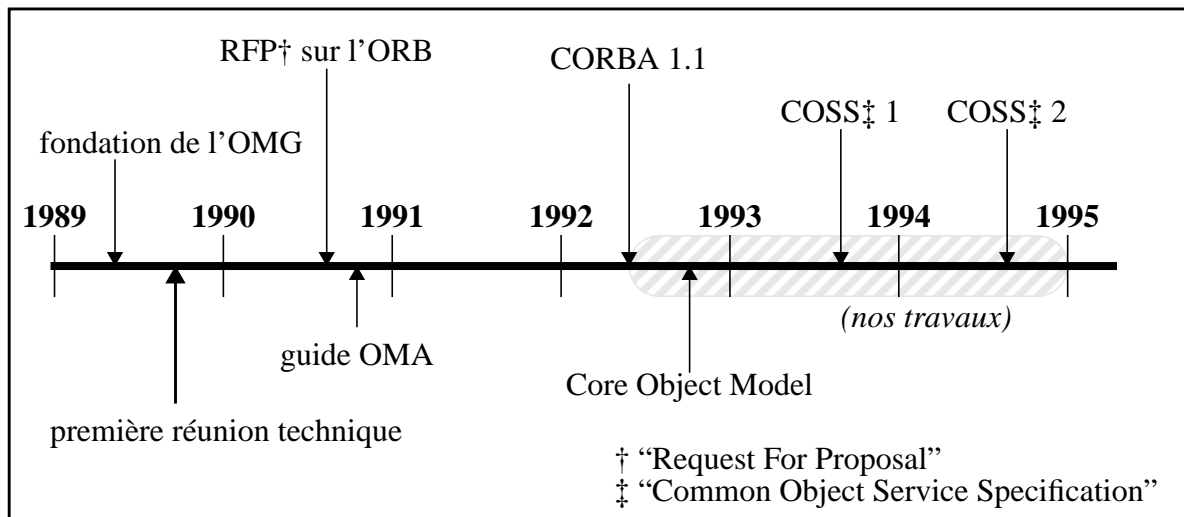 RFP† sur l’ORB
CORBA 1.1
COSS‡ 1
COSS‡ 2
fondation de l’OMG
1989
1990
1991
1992
1993
1994
1995
(nos travaux)
guide OMA
Core Object Model
première réunion technique
† “Request For Proposal”
‡ “Common Object Service Specification”